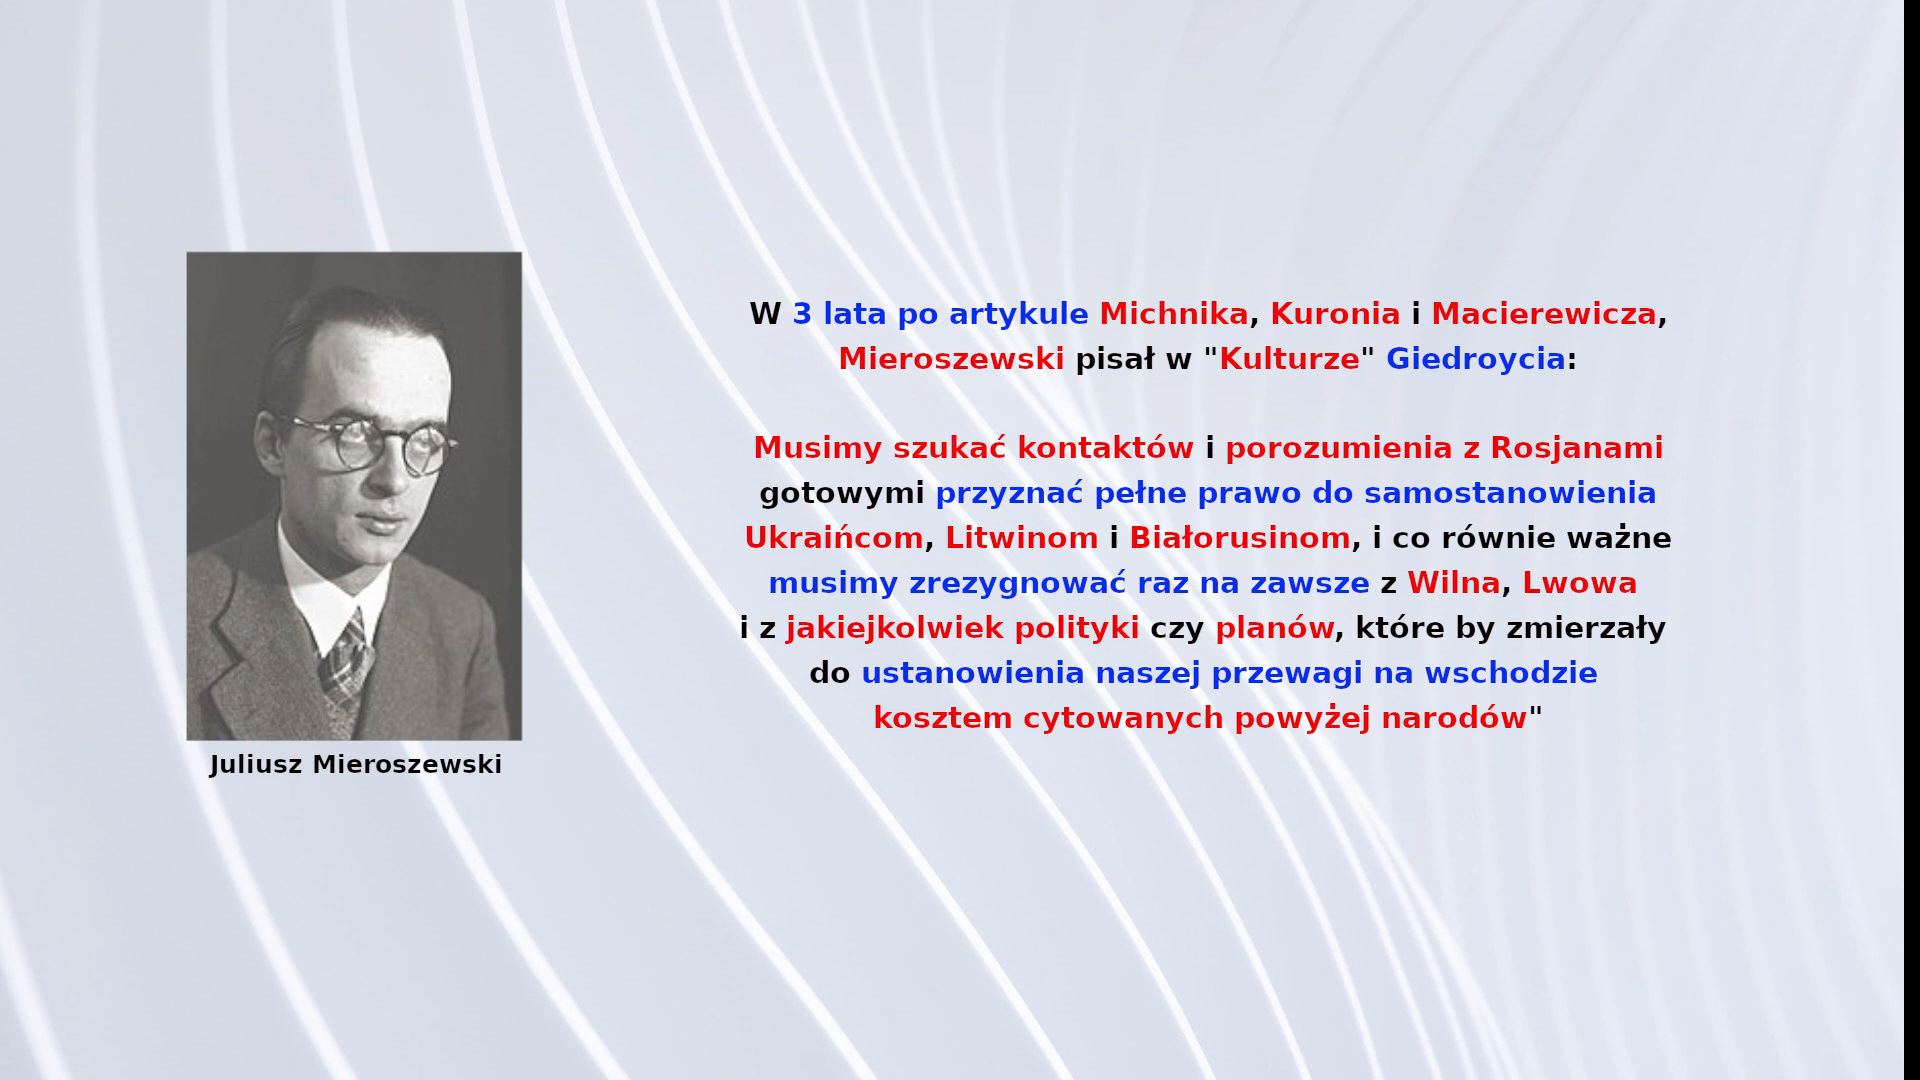 W 3 lata po artykule Michnika, Kuronia i Macierewicza,
Mieroszewski pisał w "Kulturze" Giedroycia:
Musimy szukać kontaktów i porozumienia z Rosjanami
gotowymi przyznać pełne prawo do samostanowienia
Ukraińcom, Litwinom i Białorusinom, i co równie ważne
musimy zrezygnować raz na zawsze z Wilna, Lwowa
i z jakiejkolwiek polityki czy planów, które by zmierzały
do ustanowienia naszej przewagi na wschodzie
kosztem cytowanych powyżej narodów"
Juliusz Mieroszewski